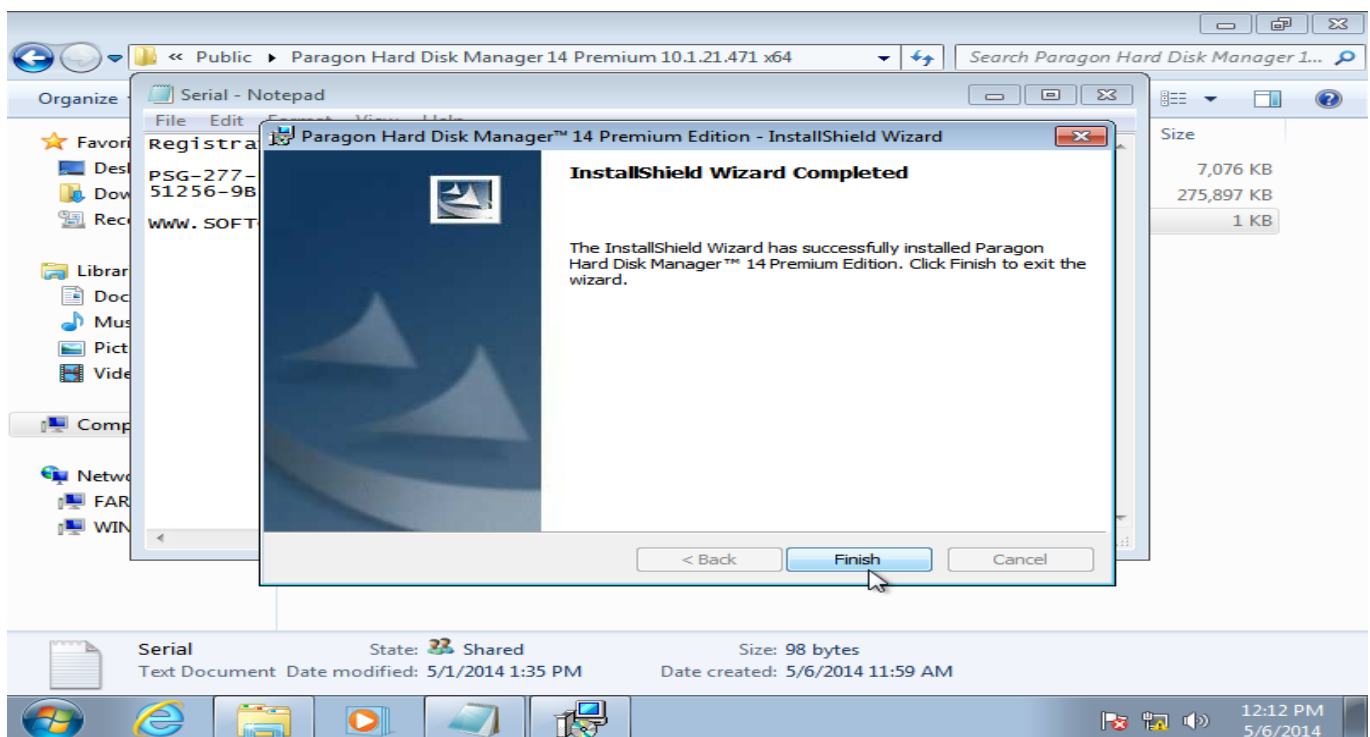 « Public ▸ Paragon Hard Disk Manager 14 Premium 10.1.21.471 x64
Search Paragon Hard Disk Manager 1...
Organize
Serial - Notepad
File Edit Format View Help
Paragon Hard Disk Manager™ 14 Premium Edition - InstallShield Wizard
Size
7,076 KB
275,897 KB
1 KB
Favori
Desl
Dow
Rec
Librar
Doc
Mus
Pict
Vide
Comp
Netwo
FAR
WIN
Registra
PSG-277-
51256-9B
WWW.SOFT
InstallShield Wizard Completed
The InstallShield Wizard has successfully installed Paragon
Hard Disk Manager™ 14 Premium Edition. Click Finish to exit the
wizard.
< Back Finish Cancel
Serial State: Shared Size: 98 bytes
Text Document Date modified: 5/1/2014 1:35 PM Date created: 5/6/2014 11:59 AM
12:12 PM
5/6/2014